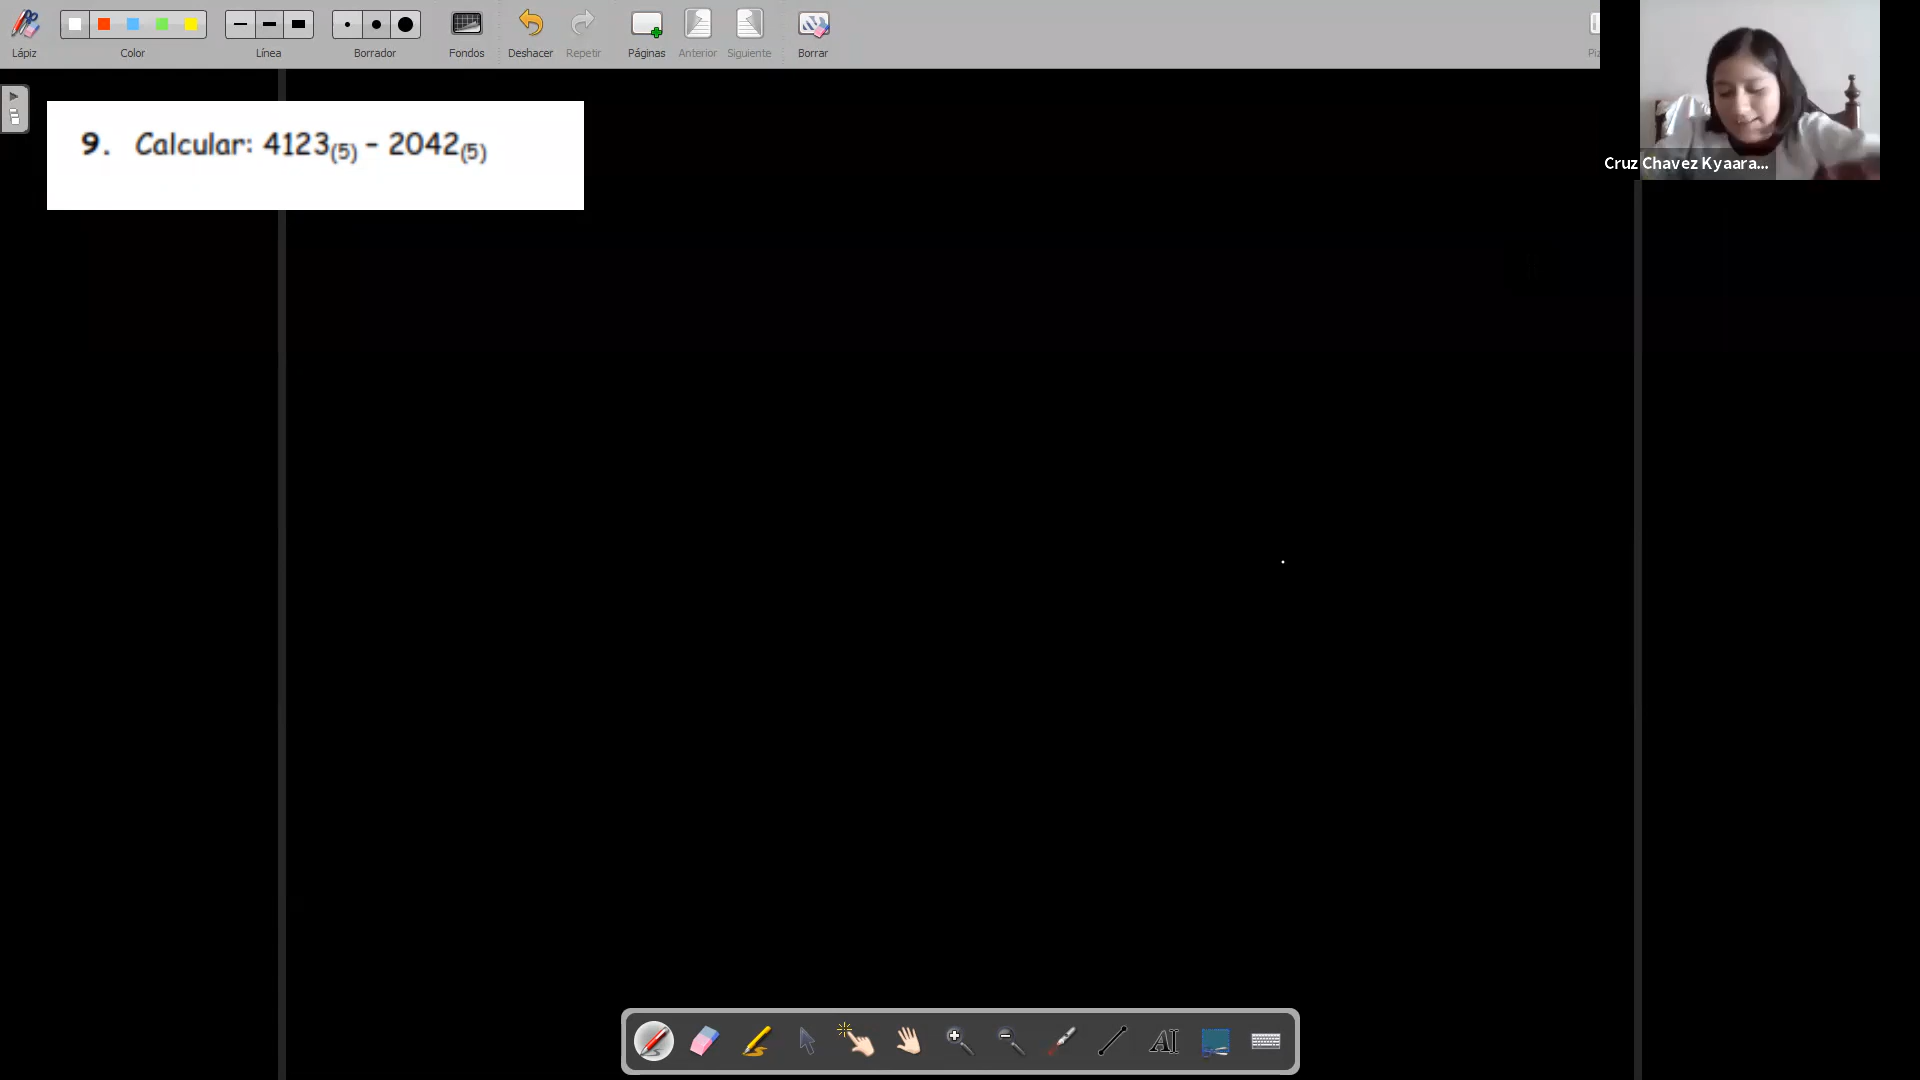 Lápiz
Color
Línea
Borrador
Fondos
Deshacer
Repetir
Páginas
Anterior
Siguiente
Borrar
9. Calcular: 4123(5) - 2042(5)
Cruz Chavez Kyaara...
AI